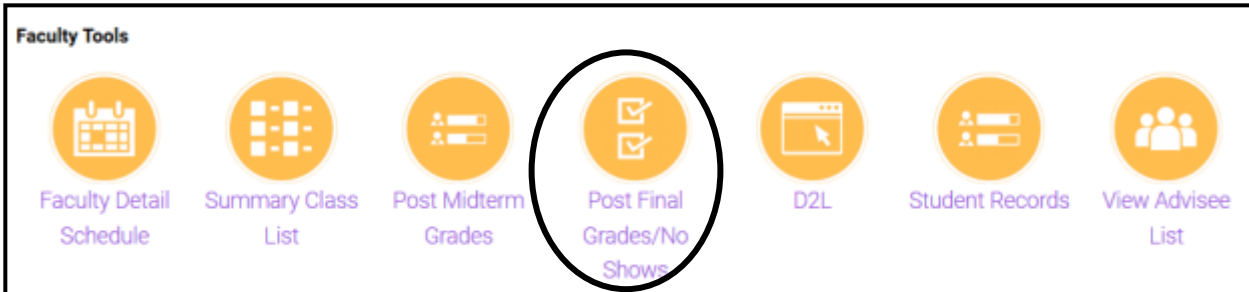 Faculty Tools
Faculty Detail
Schedule
Summary Class
List
Post Midterm
Grades
Post Final
Grades/No
Shows
D2L
Student Records
View Advisee
List